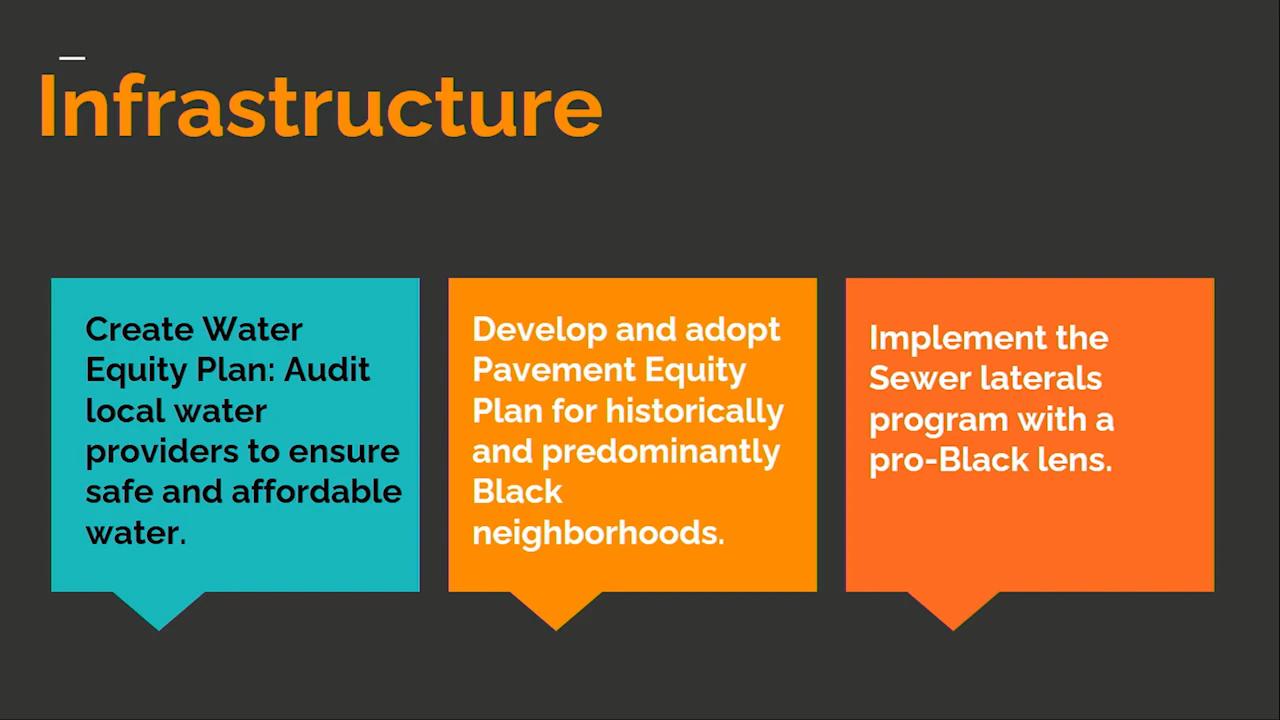 Infrastructure
Create Water
Equity Plan: Audit
local water
providers to ensure
safe and affordable
water.
Develop and adopt
Pavement Equity
Plan for historically
and predominantly
Black
neighborhoods.
Implement the
Sewer laterals
program with a
pro-Black lens.